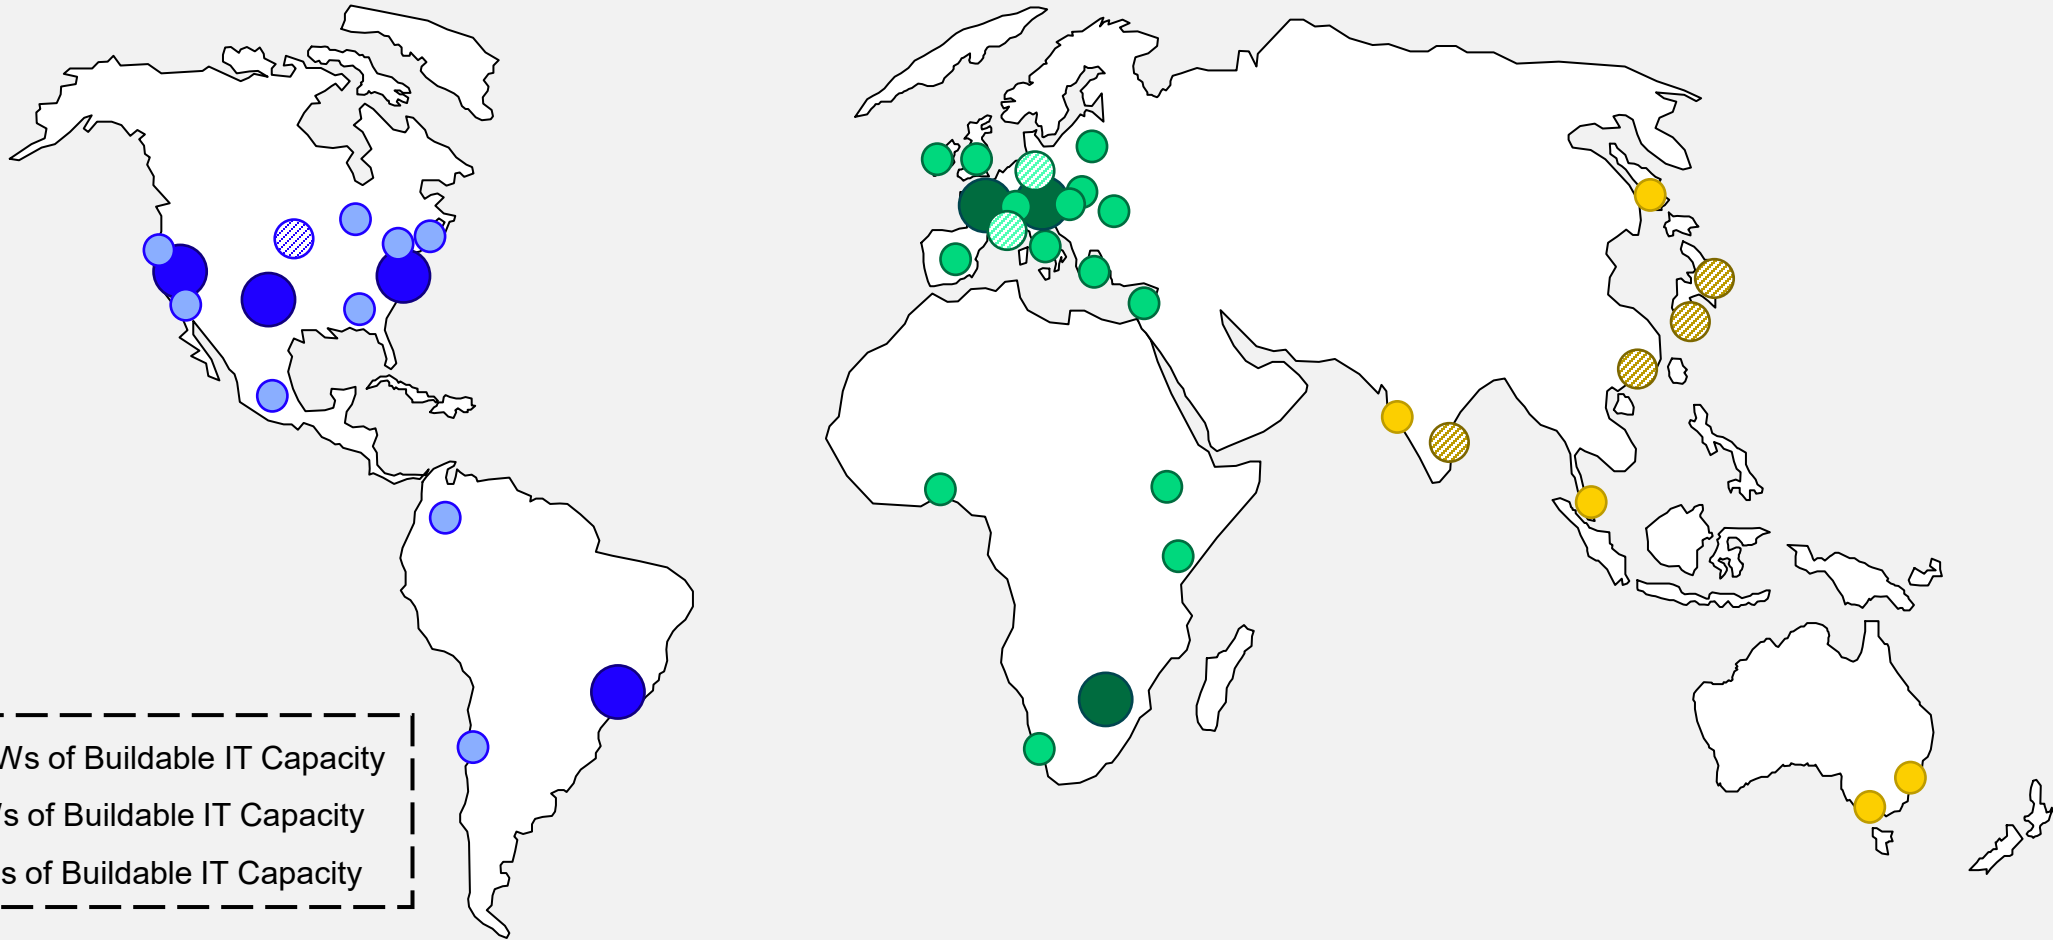 Ws of Buildable IT Capacity
s of Buildable IT Capacity
s of Buildable IT Capacity